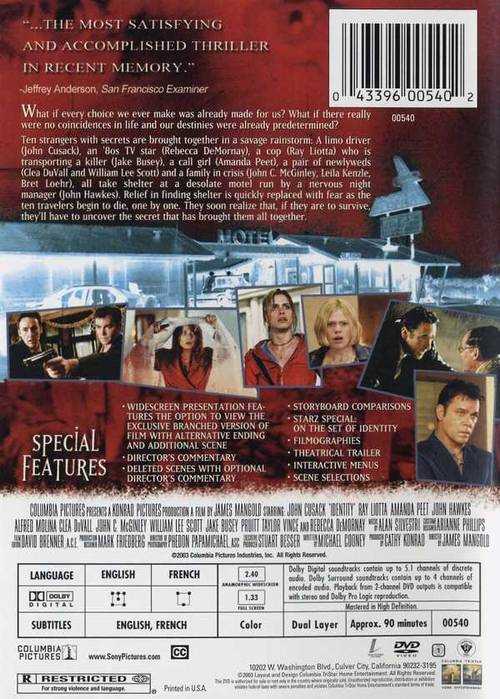 "...THE MOST SATISFYING
AND ACCOMPLISHED THRILLER
IN RECENT MEMORY."
-Jeffrey Anderson, San Francisco Examiner
0 43396 00540 2
00540
What if every choice we ever make was already made for us? What if there really
were no coincidences in life and our destinies were already predetermined?
Ten strangers with secrets are brought together in a savage rainstorm: A limo driver
(John Cusack), an '80s TV star (Rebecca DeMornay), a cop (Ray Liotta) who is
transporting a killer (Jake Busey), a call girl (Amanda Peet), a pair of newlyweds
(Clea DuVall and William Lee Scott) and a family in crisis (John C. McGinley, Leila Kenzle,
Bret Loehr), all take shelter at a desolate motel run by a nervous night
manager (John Hawkes). Relief in finding shelter is quickly replaced with fear as the
ten travelers begin to die, one by one. They soon realize that, if they are to survive,
they'll have to uncover the secret that has brought them all together.
MOTEL
SPECIAL
FEATURES
• WIDESCREEN PRESENTATION FEA-
TURES THE OPTION TO VIEW THE
EXCLUSIVE BRANCHED VERSION OF
FILM WITH ALTERNATIVE ENDING
AND ADDITIONAL SCENE
• DIRECTOR'S COMMENTARY
• DELETED SCENES WITH OPTIONAL
DIRECTOR'S COMMENTARY
• STORYBOARD COMPARISONS
• STARZ SPECIAL:
ON THE SET OF IDENTITY
• FILMOGRAPHIES
• THEATRICAL TRAILER
• INTERACTIVE MENUS
• SCENE SELECTIONS
COLUMBIA PICTURES PRESENTS A KONRAD PICTURES PRODUCTION A FILM BY JAMES MANGOLD STARRING JOHN CUSACK "IDENTITY" RAY LIOTTA AMANDA PEET JOHN HAWKES
ALFRED MOLINA CLEA DuVALL JOHN C. McGINLEY WILLIAM LEE SCOTT JAKE BUSEY PRUITT TAYLOR VINCE AND REBECCA DeMORNAY MUSIC BY ALAN SILVESTRI ARIANNE PHILLIPS
DAVID BRENNER A.C.E. MARK FRIEDBERG PHEDON PAPAMICHAEL, ASC STUART BESSER WRITTEN BY MICHAEL COONEY CATHY KONRAD DIRECTED BY JAMES MANGOLD
©2003 Columbia Pictures Industries, Inc. All Rights Reserved.
LANGUAGE ENGLISH FRENCH
DOLBY
DIGITAL
SUBTITLES ENGLISH, FRENCH
2.40
ANAMORPHIC WIDESCREEN
1.33
FULL SCREEN
Color
Dolby Digital soundtracks contain up to 5.1 channels of discrete
audio. Dolby Surround soundtracks contain up to 4 channels of
encoded audio. Playback from 2-channel DVD outputs is compatible
with stereo and Dolby Pro Logic reproduction.
Mastered in High Definition.
Dual Layer Approx. 90 minutes 00540
COLUMBIA
PICTURES
www.SonyPictures.com
CC
DVD
VIDEO
COLUMBIA TRISTAR
HOME ENTERTAINMENT
R RESTRICTED
For strong violence and language.
Printed in U.S.A.
10202 W. Washington Blvd., Culver City, California 90232-3195
©2003 Layout and Design Columbia TriStar Home Entertainment. All Rights Reserved.